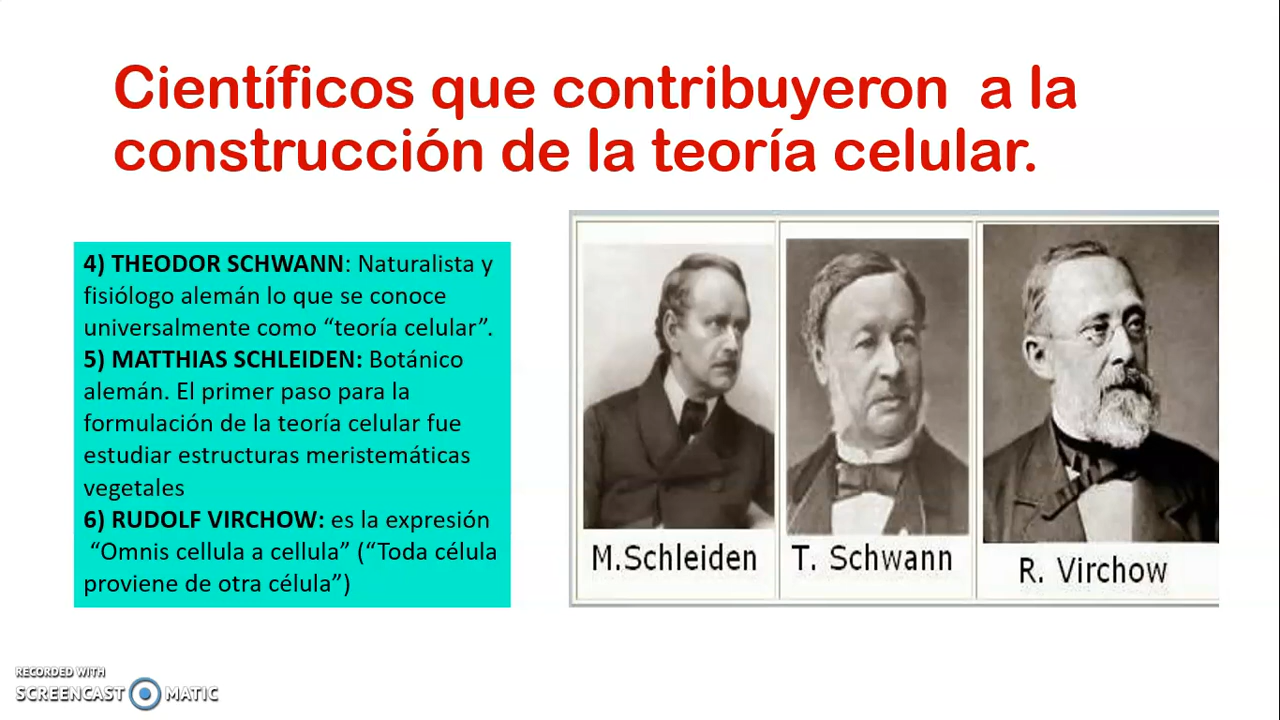 Científicos que contribuyeron a la
construcción de la teoría celular.
4) THEODOR SCHWANN: Naturalista y
fisiólogo alemán lo que se conoce
universalmente como “teoría celular”.
5) MATTHIAS SCHLEIDEN: Botánico
alemán. El primer paso para la
formulación de la teoría celular fue
estudiar estructuras meristemáticas
vegetales
6) RUDOLF VIRCHOW: es la expresión
“Omnis cellula a cellula” (“Toda célula
proviene de otra célula”)
M.Schleiden
T. Schwann
R. Virchow
RECORDED WITH
SCREENCAST MATIC